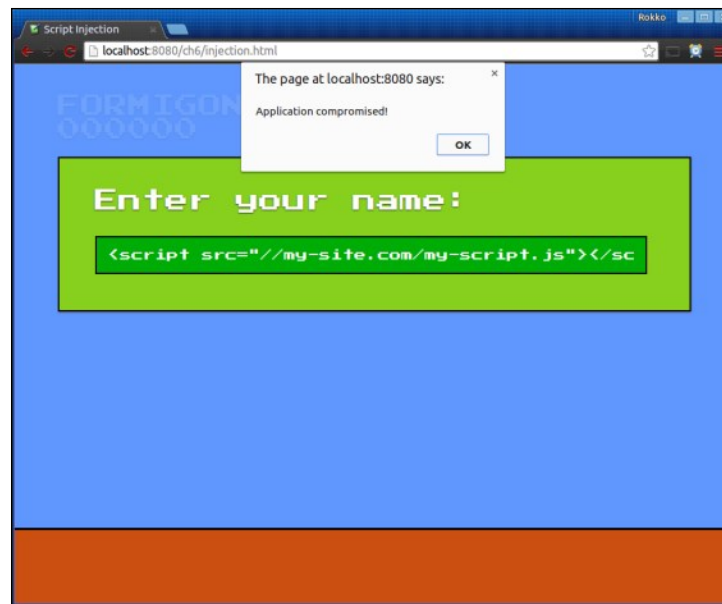 Rokko
Script Injection
localhost:8080/ch6/injection.html
The page at localhost:8080 says:
Application compromised!
OK
FORMIGON
000000
Enter your name:
<script src="//my-site.com/my-script.js"></sc